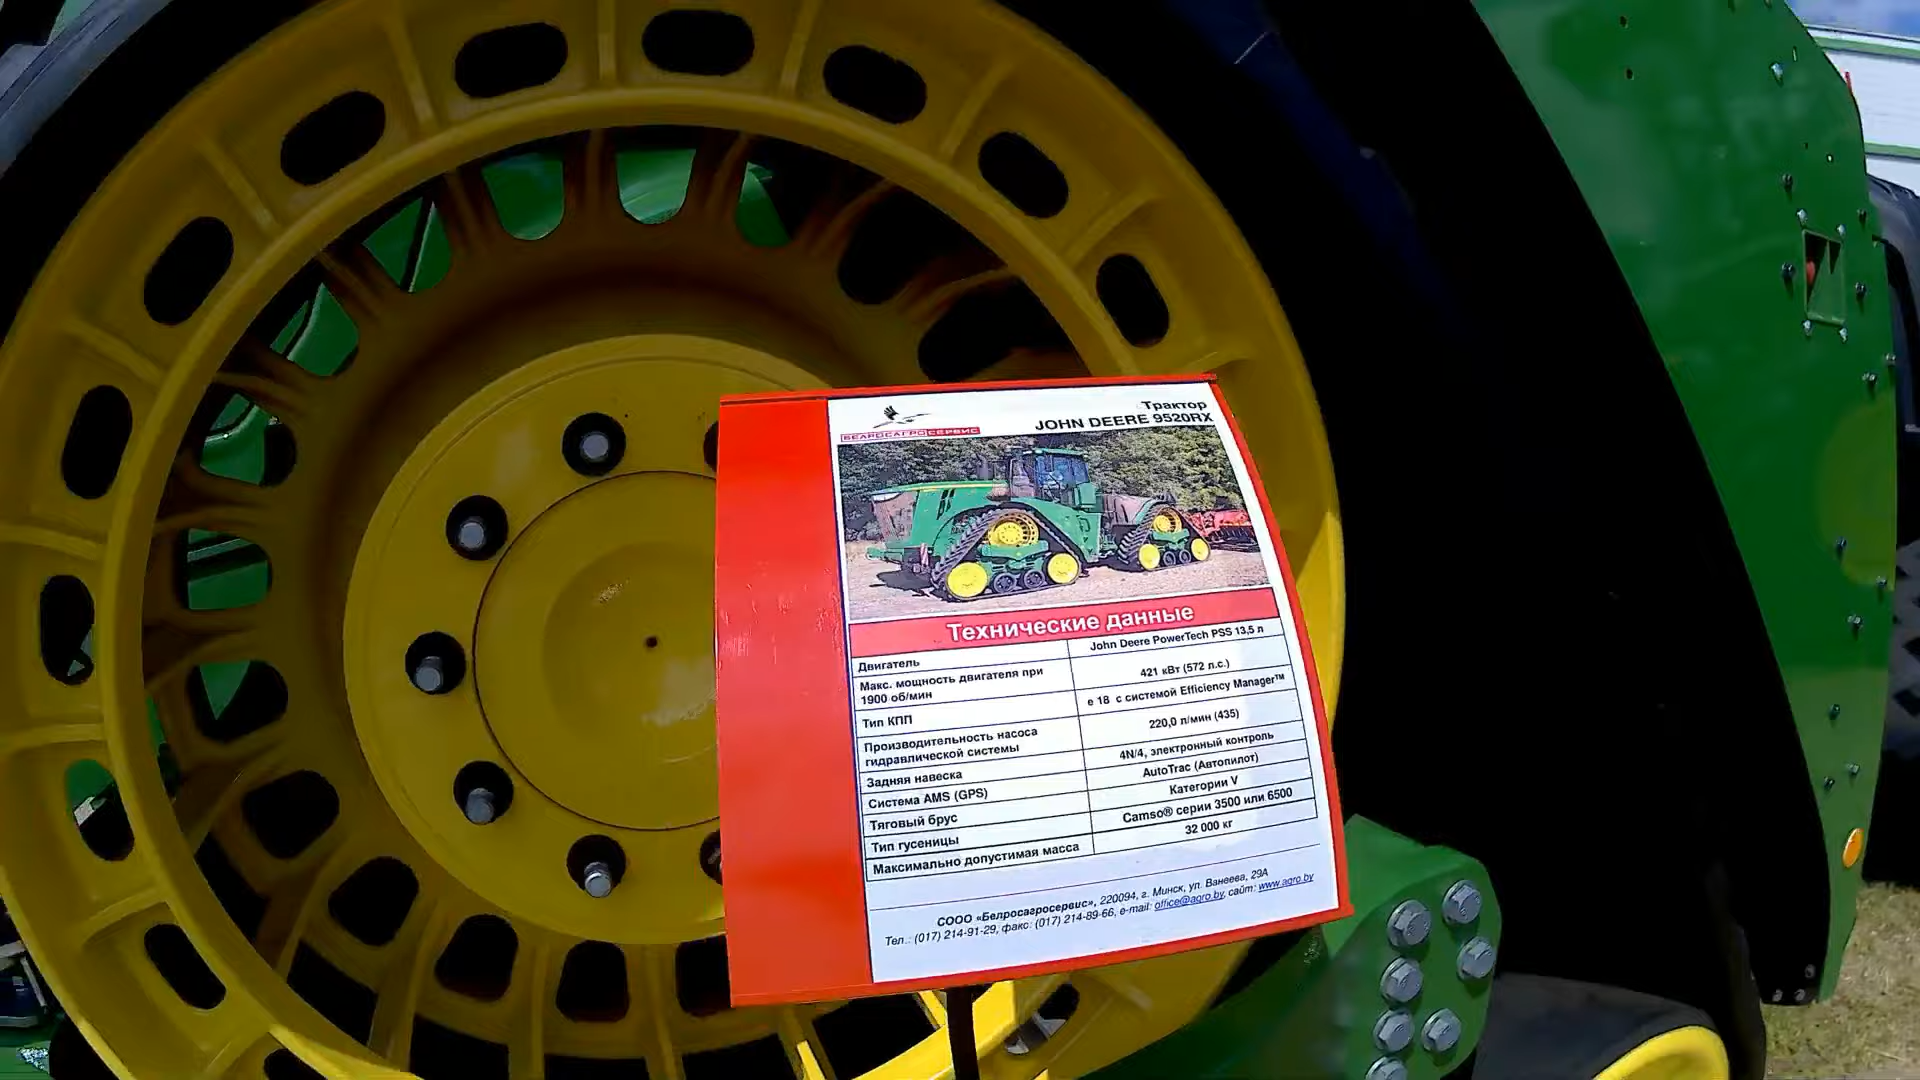 БЕЛРОСАГРОСЕРВИС
Трактор
JOHN DEERE 9520RX
Технические данные
Двигатель John Deere PowerTech PSS 13,5 л
Макс. мощность двигателя при
1900 об/мин 421 кВт (572 л.с.)
Тип КПП е 18 с системой Efficiency Manager™
Производительность насоса
гидравлической системы 220,0 л/мин (435)
Задняя навеска 4N/4, электронный контроль
Система AMS (GPS) AutoTrac (Автопилот)
Тяговый брус Категории V
Тип гусеницы Camso® серии 3500 или 6500
Максимально допустимая масса 32 000 кг
СООО «Белросагросервис», 220094, г. Минск, ул. Ванеева, 29А
Тел.: (017) 214-91-29, факс: (017) 214-89-66, e-mail: office@agro.by, сайт: www.agro.by